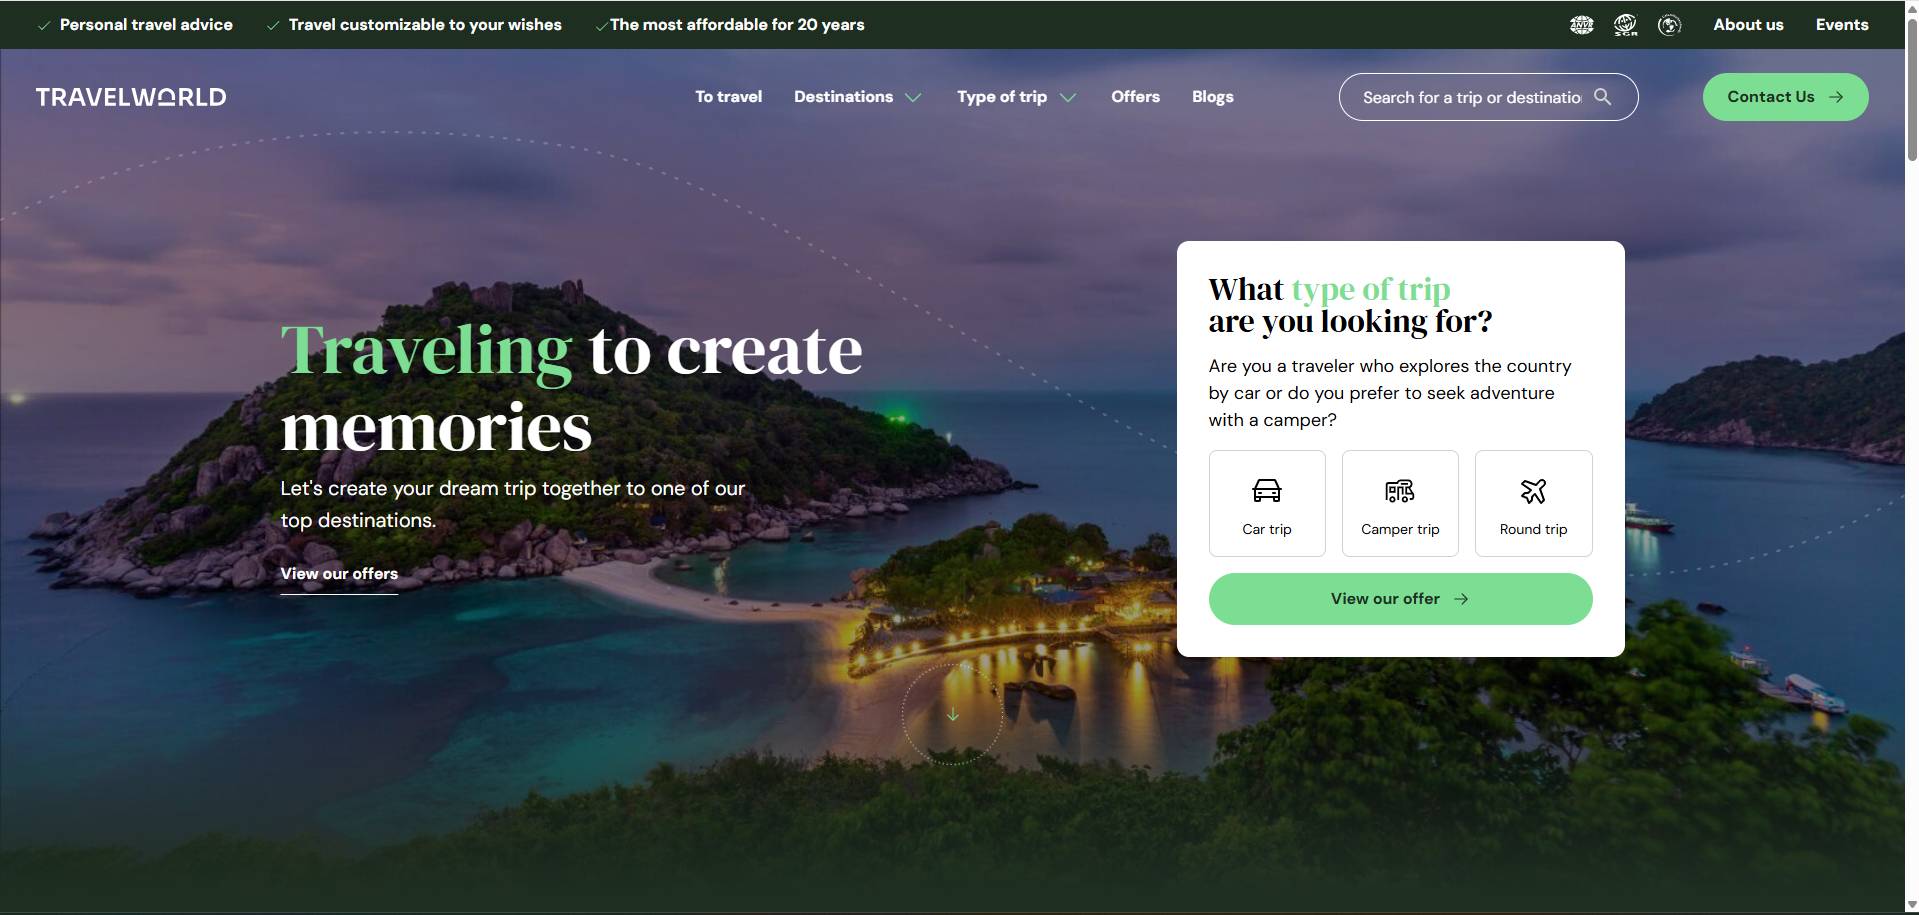 Personal travel advice
Travel customizable to your wishes
The most affordable for 20 years
ANVR
SGR
About us
Events
TRAVELWORLD
To travel
Destinations
Type of trip
Offers
Blogs
Search for a trip or destinatio
Contact Us
Traveling to create
memories
Let's create your dream trip together to one of our
top destinations.
View our offers
What type of trip
are you looking for?
Are you a traveler who explores the country
by car or do you prefer to seek adventure
with a camper?
Car trip
Camper trip
Round trip
View our offer